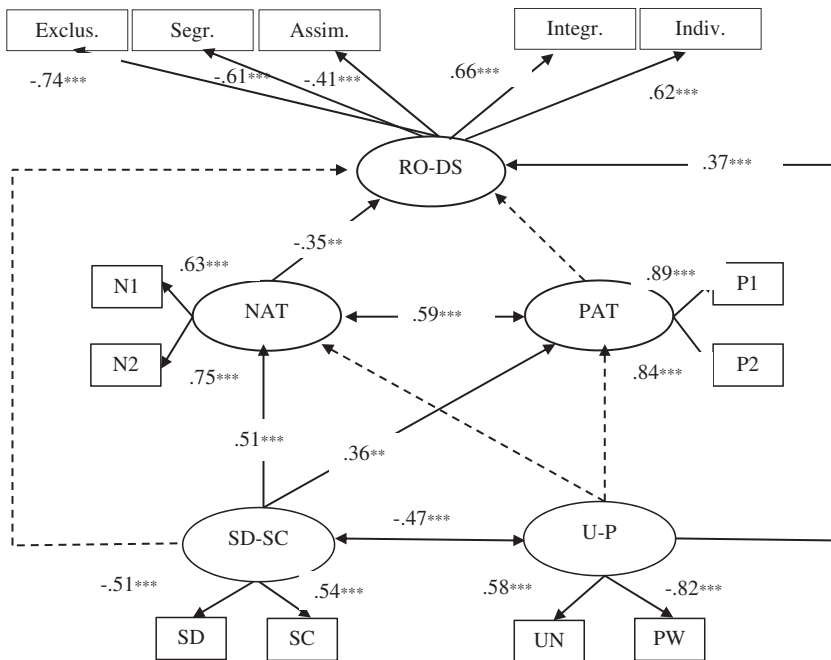 Exclus. Segr. Assim. Integr. Indiv.
-.74*** -.61*** -.41*** .66*** .62***
RO-DS .37***
-.35**
N1 .63*** .89*** P1
NAT .59*** PAT
N2 .75*** .84*** P2
.51*** .36**
SD-SC -.47*** U-P
-.51*** .54*** .58*** -.82***
SD SC UN PW